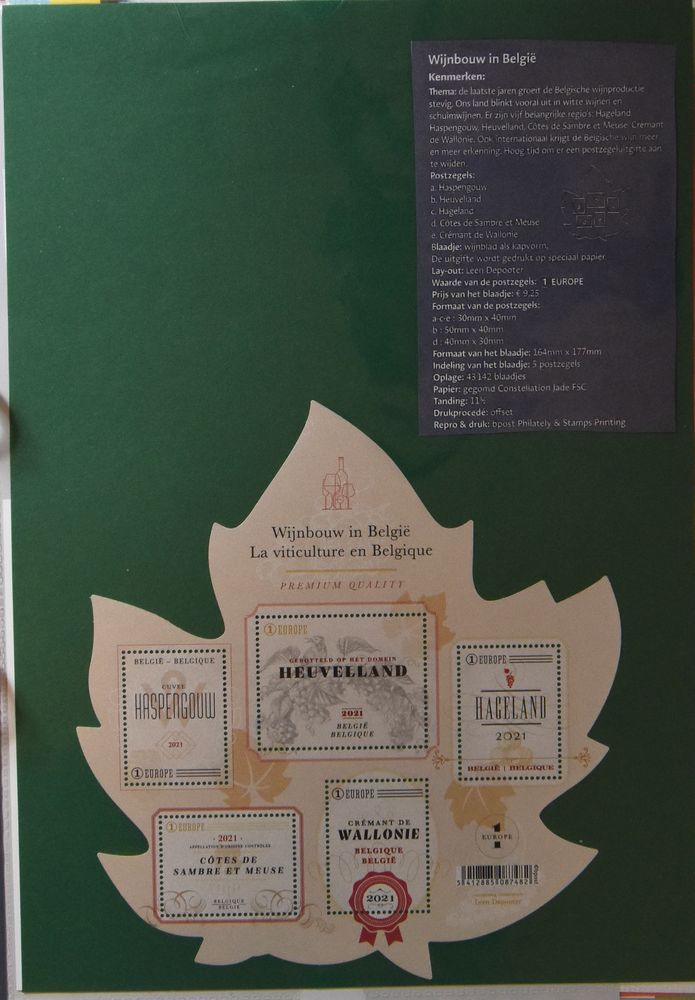 Wijnbouw in België
Kenmerken:
Thema: de laatste jaren groeit de Belgische wijnproductie
stevig. Ons land blinkt vooral uit in witte wijnen en
schuimwijnen. Er zijn vijf belangrijke regio's: Hageland
Haspengouw, Heuvelland, Côtes de Sambre et Meuse, Crémant
de Wallonie. Ook internationaal krijgt de Belgische wijn meer
en meer erkenning. Hoog tijd om er een postzegeluitgifte aan
te wijden.
Postzegels:
a. Haspengouw
b. Heuvelland
c. Hageland
d. Côtes de Sambre et Meuse
e. Crémant de Wallonie
Blaadje: wijnblad als kapvorm,
De uitgifte wordt gedrukt op speciaal papier
Lay-out: Leen Depooter
Waarde van de postzegels: 1 EUROPE
Prijs van het blaadje: € 9,25
Formaat van de postzegels:
a-c-e : 30mm x 40mm
b : 50mm x 40mm
d : 40mm x 30mm
Formaat van het blaadje: 164mm x 177mm
Indeling van het blaadje: 5 postzegels
Oplage: 43 142 blaadjes
Papier: gegomd Constellation Jade FSC
Tanding: 11½
Drukprocedé: offset
Repro & druk: bpost Philately & Stamps Printing
Wijnbouw in België
La viticulture en Belgique
PREMIUM QUALITY
1 EUROPE
GEBOTTELD OP HET DOMEIN
HEUVELLAND
2021
BELGIË
BELGIQUE
BELGIË – BELGIQUE
CUVÉE
HASPENGOUW
2021
1 EUROPE
1 EUROPE
HAGELAND
2021
BELGIË | BELGIQUE
1 EUROPE
· 2021 ·
APPELLATION D'ORIGINE CONTRÔLÉE
CÔTES DE
SAMBRE ET MEUSE
BELGIQUE
BELGIË
1 EUROPE
CRÉMANT DE
WALLONIE
BELGIQUE
BELGIË
2021
1
EUROPE
5 412885 087482
©bpost
Leen Depooter